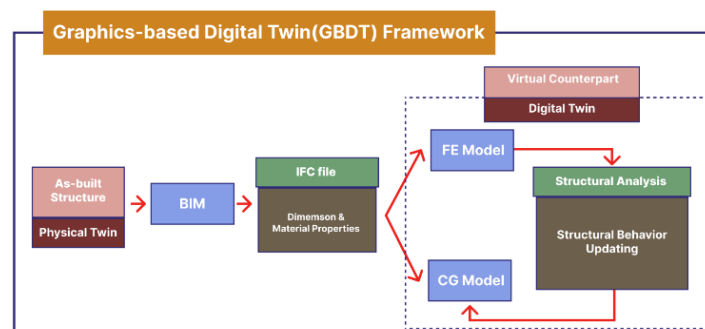 Graphics-based Digital Twin(GBDT) Framework
Virtual Counterpart
Digital Twin
FE Model
IFC file
As-built
Structure
BIM
Structural Analysis
Dimemson &
Material Properties
Physical Twin
Structural Behavior
Updating
CG Model